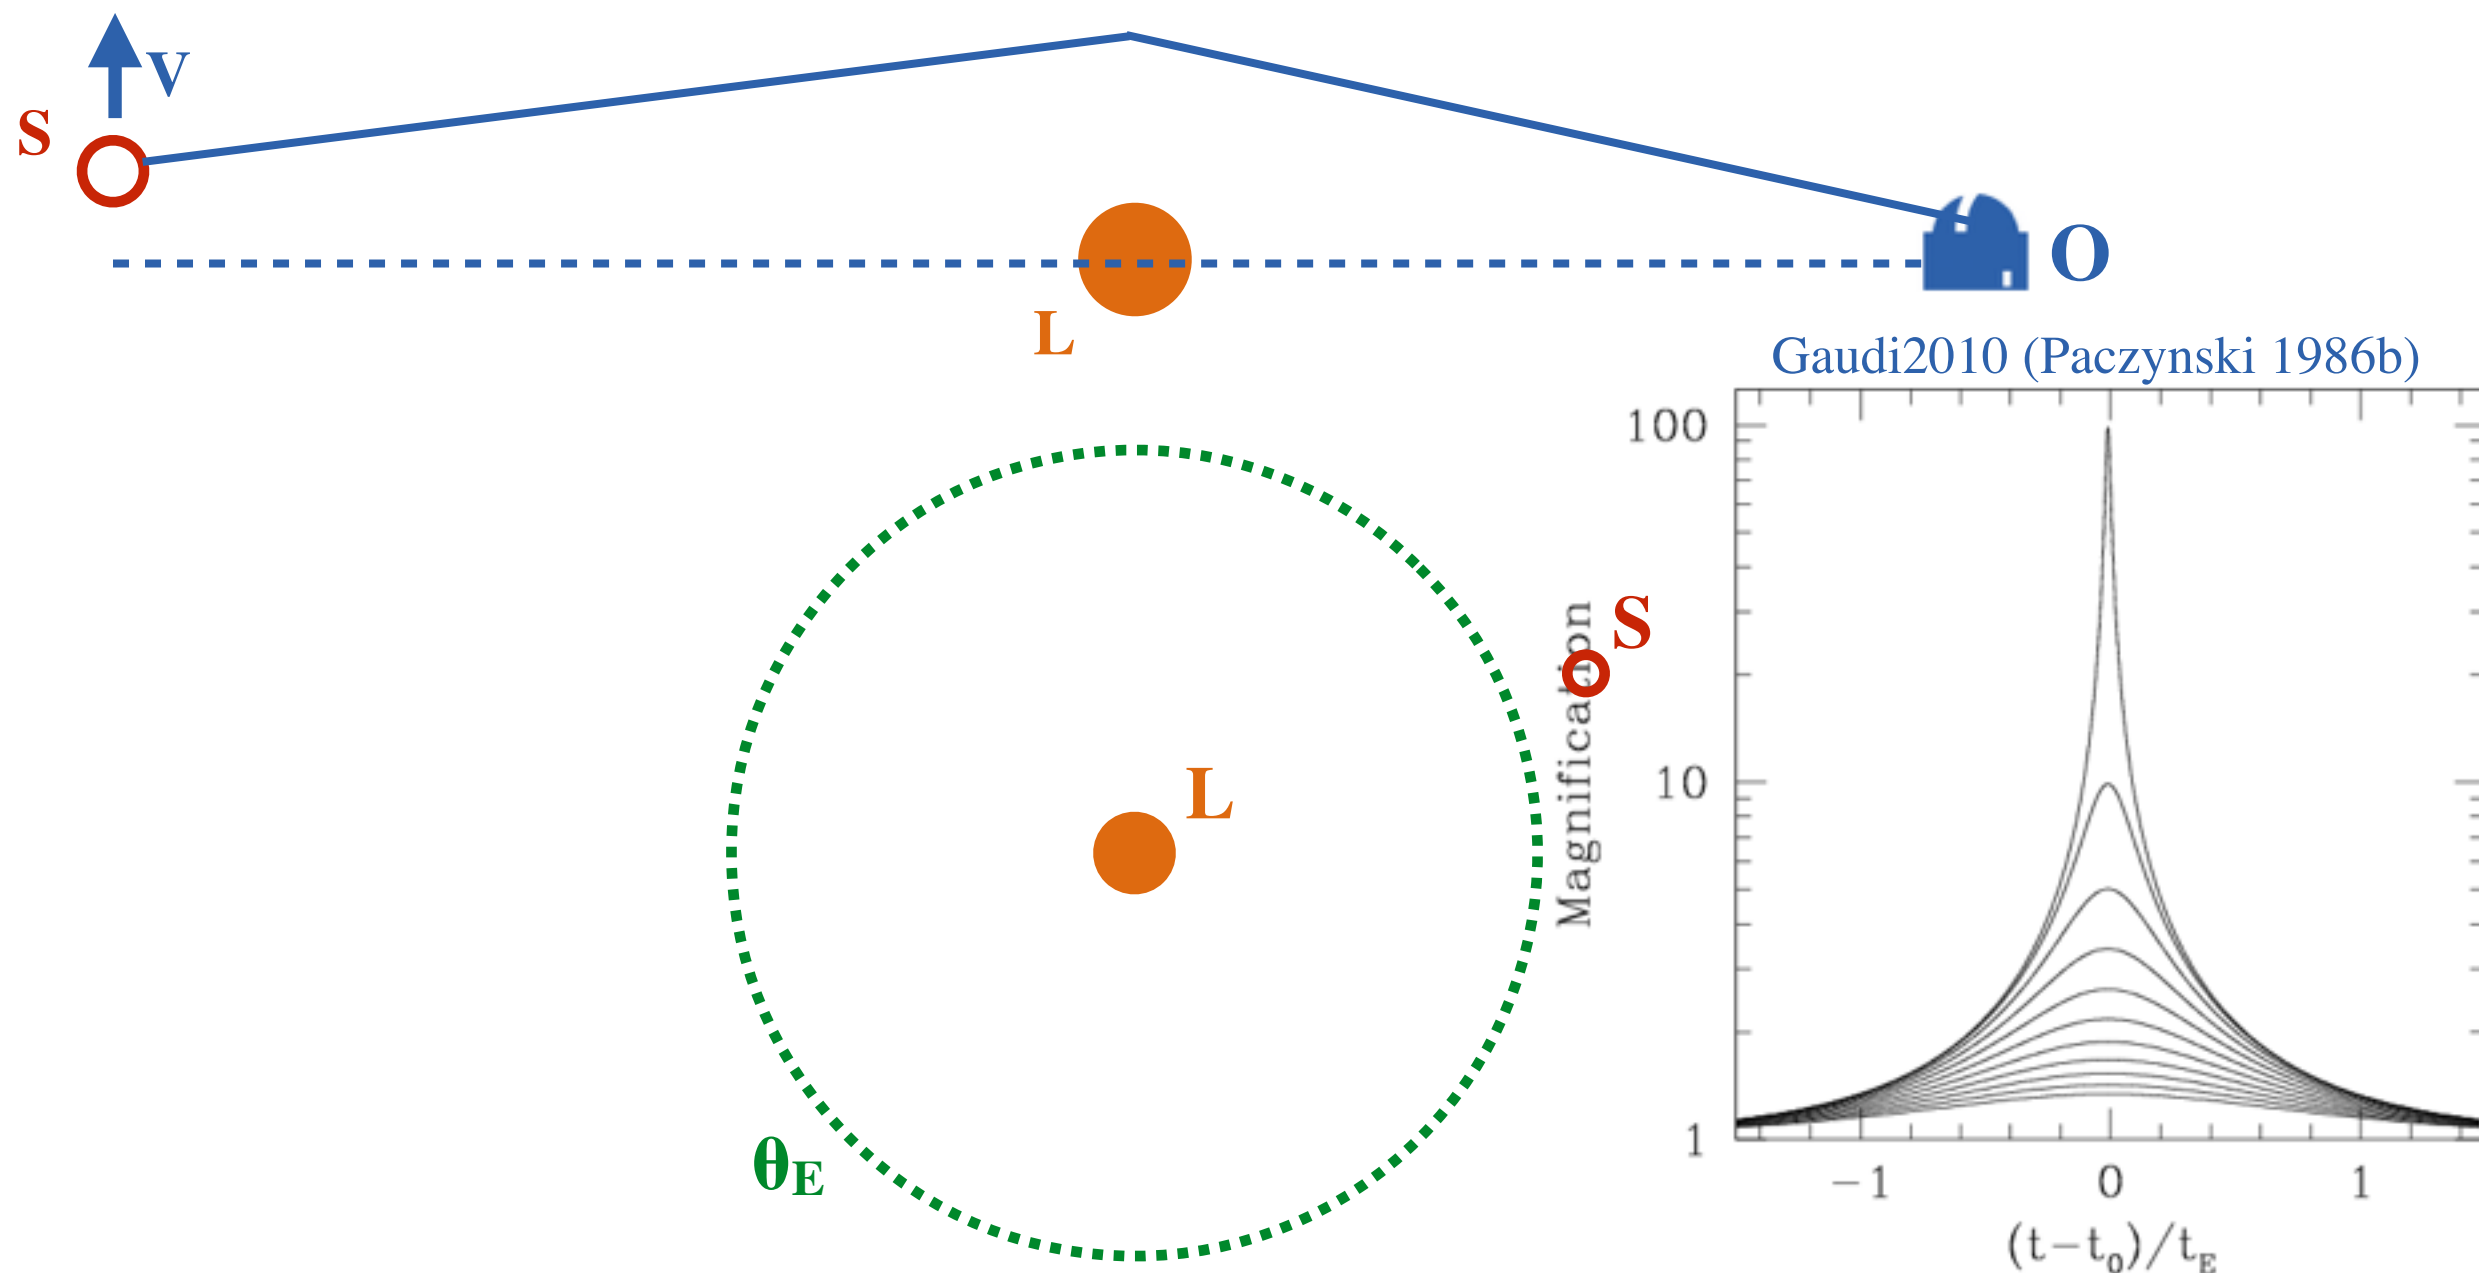 V
S
O
L
Gaudi2010 (Paczynski 1986b)
100
S
Magnification
L
10
θE
1
−1 0 1
(t−t0)/tE